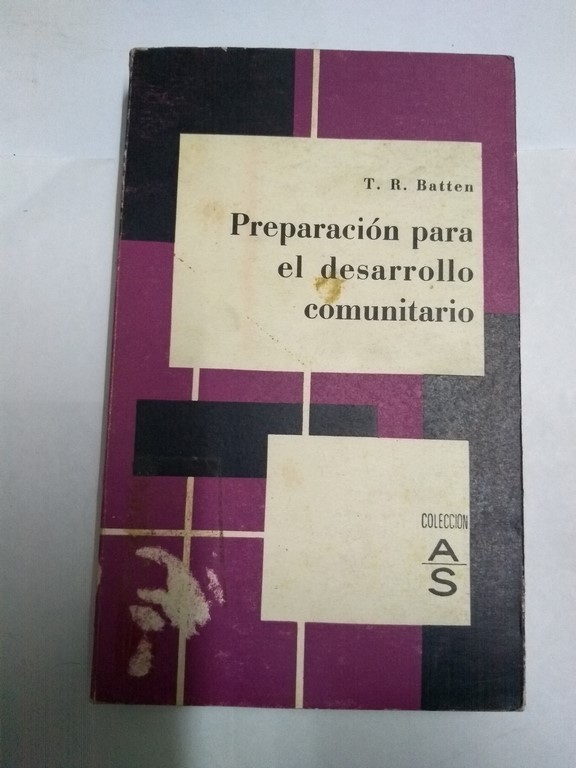 T. R. Batten
Preparación para
el desarrollo
comunitario
COLECCION
A
S